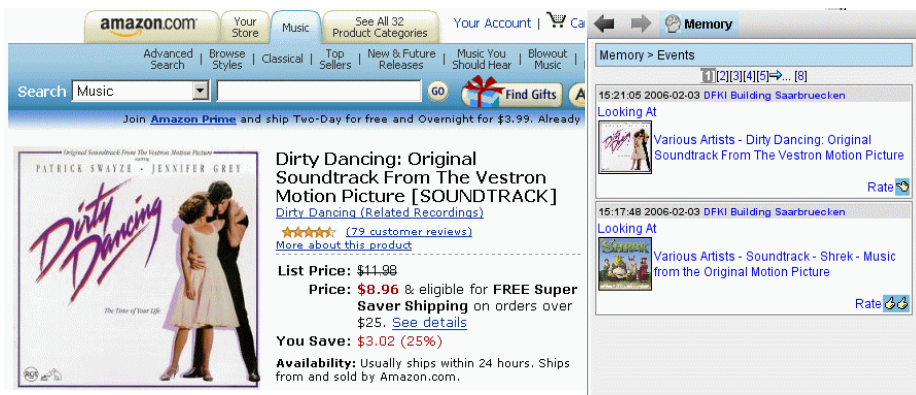 amazon.com
Your Store
Music
See All 32 Product Categories
Your Account |
Ca
Advanced Search | Browse Styles | Classical | Top Sellers | New & Future Releases | Music You Should Hear | Blowout Music
Search Music GO Find Gifts A
Join Amazon Prime and ship Two-Day for free and Overnight for $3.99. Already
Original Soundtrack From The Vestron Motion Picture
starring
PATRICK SWAYZE - JENNIFER GREY
Dirty Dancing
The Time of Your Life
Dirty Dancing: Original
Soundtrack From The Vestron
Motion Picture [SOUNDTRACK]
Dirty Dancing (Related Recordings)
(79 customer reviews)
More about this product
List Price: $11.98
Price: $8.96 & eligible for FREE Super
Saver Shipping on orders over
$25. See details
You Save: $3.02 (25%)
Availability: Usually ships within 24 hours. Ships
from and sold by Amazon.com.
Memory
Memory > Events
1 [2][3][4][5]... [8]
15:21:05 2006-02-03 DFKI Building Saarbruecken
Looking At
Various Artists - Dirty Dancing: Original
Soundtrack From The Vestron Motion Picture
Rate
15:17:48 2006-02-03 DFKI Building Saarbruecken
Looking At
SHREK
Various Artists - Soundtrack - Shrek - Music
from the Original Motion Picture
Rate